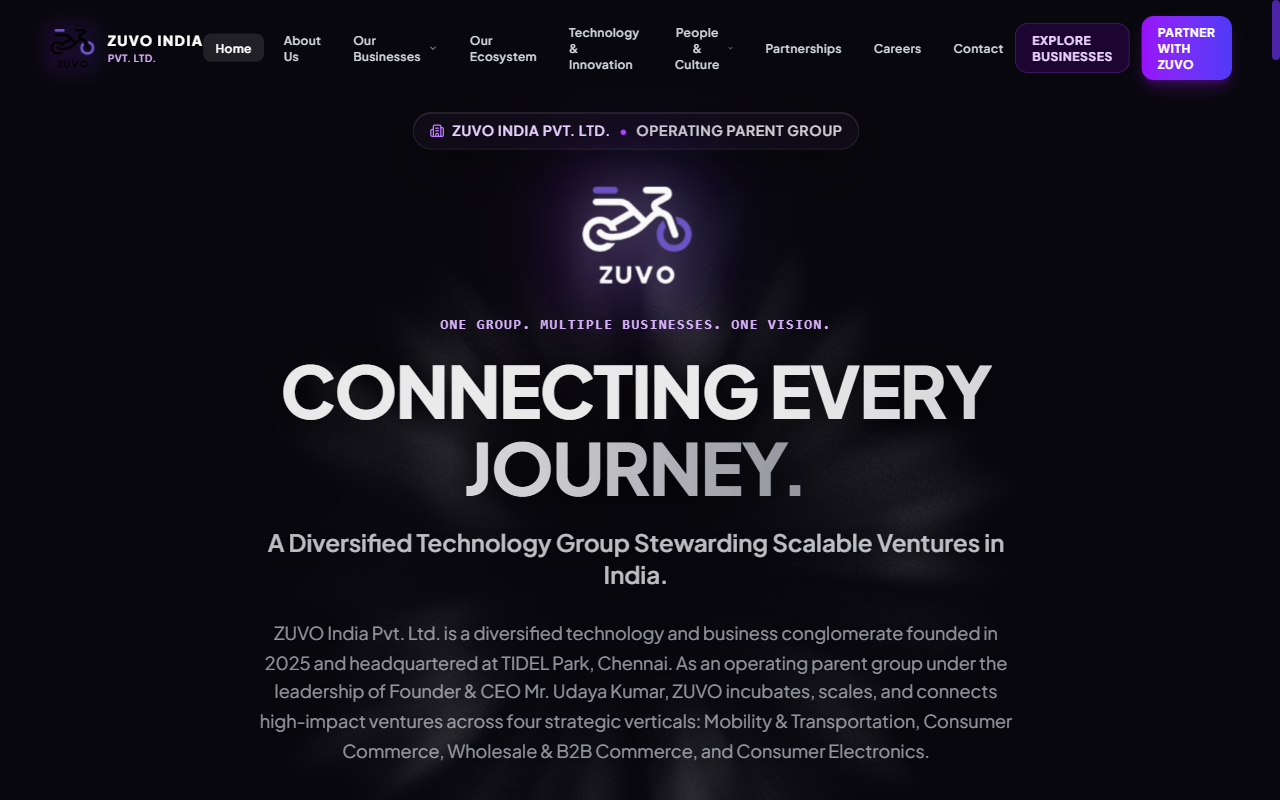 ZUVO
ZUVO INDIA
PVT. LTD.
Home
About
Us
Our
Businesses
Our
Ecosystem
Technology
&
Innovation
People
&
Culture
Partnerships
Careers
Contact
EXPLORE
BUSINESSES
PARTNER
WITH
ZUVO
ZUVO INDIA PVT. LTD. • OPERATING PARENT GROUP
ZUVO
ONE GROUP. MULTIPLE BUSINESSES. ONE VISION.
CONNECTING EVERY
JOURNEY.
A Diversified Technology Group Stewarding Scalable Ventures in
India.
ZUVO India Pvt. Ltd. is a diversified technology and business conglomerate founded in
2025 and headquartered at TIDEL Park, Chennai. As an operating parent group under the
leadership of Founder & CEO Mr. Udaya Kumar, ZUVO incubates, scales, and connects
high-impact ventures across four strategic verticals: Mobility & Transportation, Consumer
Commerce, Wholesale & B2B Commerce, and Consumer Electronics.